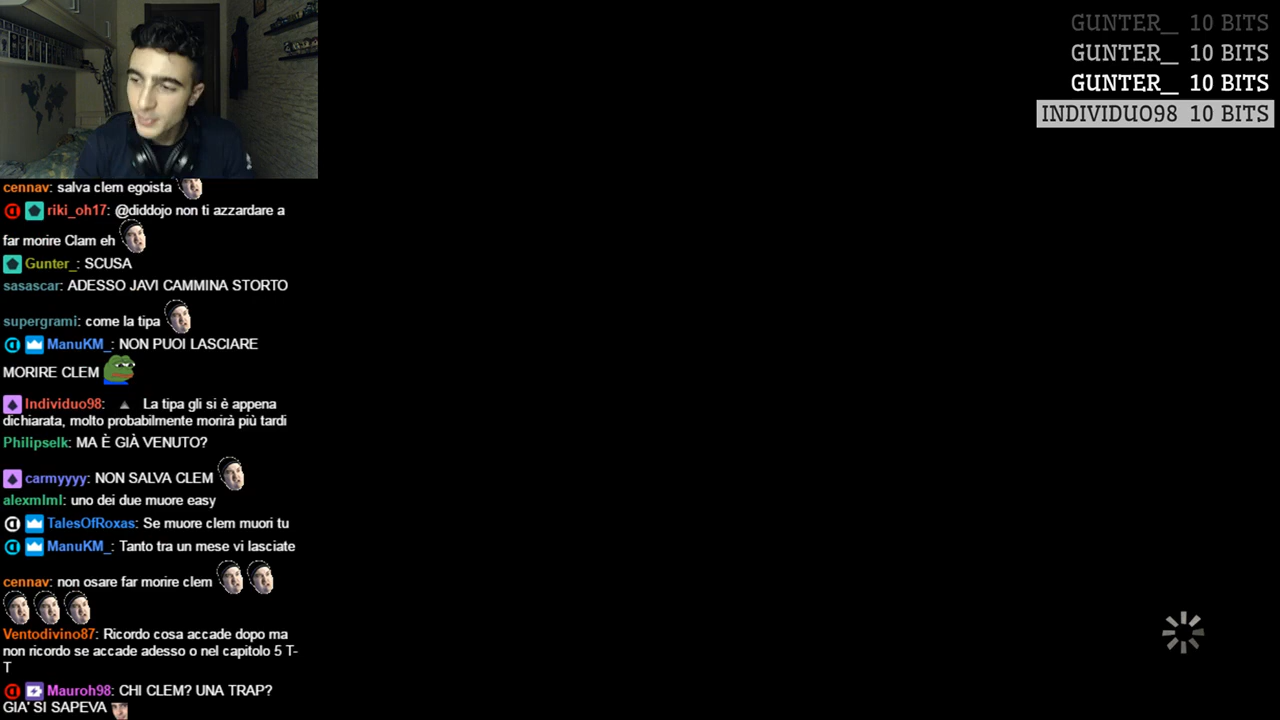 GUNTER_ 10 BITS
GUNTER_ 10 BITS
GUNTER_ 10 BITS
INDIVIDUO98 10 BITS
cennav: salva clem egoista
riki_oh17: @diddojo non ti azzardare a
far morire Clam eh
Gunter_: SCUSA
sasascar: ADESSO JAVI CAMMINA STORTO
supergrami: come la tipa
ManuKM_: NON PUOI LASCIARE
MORIRE CLEM
Individuo98: La tipa gli si è appena
dichiarata, molto probabilmente morirà più tardi
Philipselk: MA È GIÀ VENUTO?
carmyyyy: NON SALVA CLEM
alexmlml: uno dei due muore easy
TalesOfRoxas: Se muore clem muori tu
ManuKM_: Tanto tra un mese vi lasciate
cennav: non osare far morire clem
Ventodivino87: Ricordo cosa accade dopo ma
non ricordo se accade adesso o nel capitolo 5 T-
T
Mauroh98: CHI CLEM? UNA TRAP?
GIA' SI SAPEVA